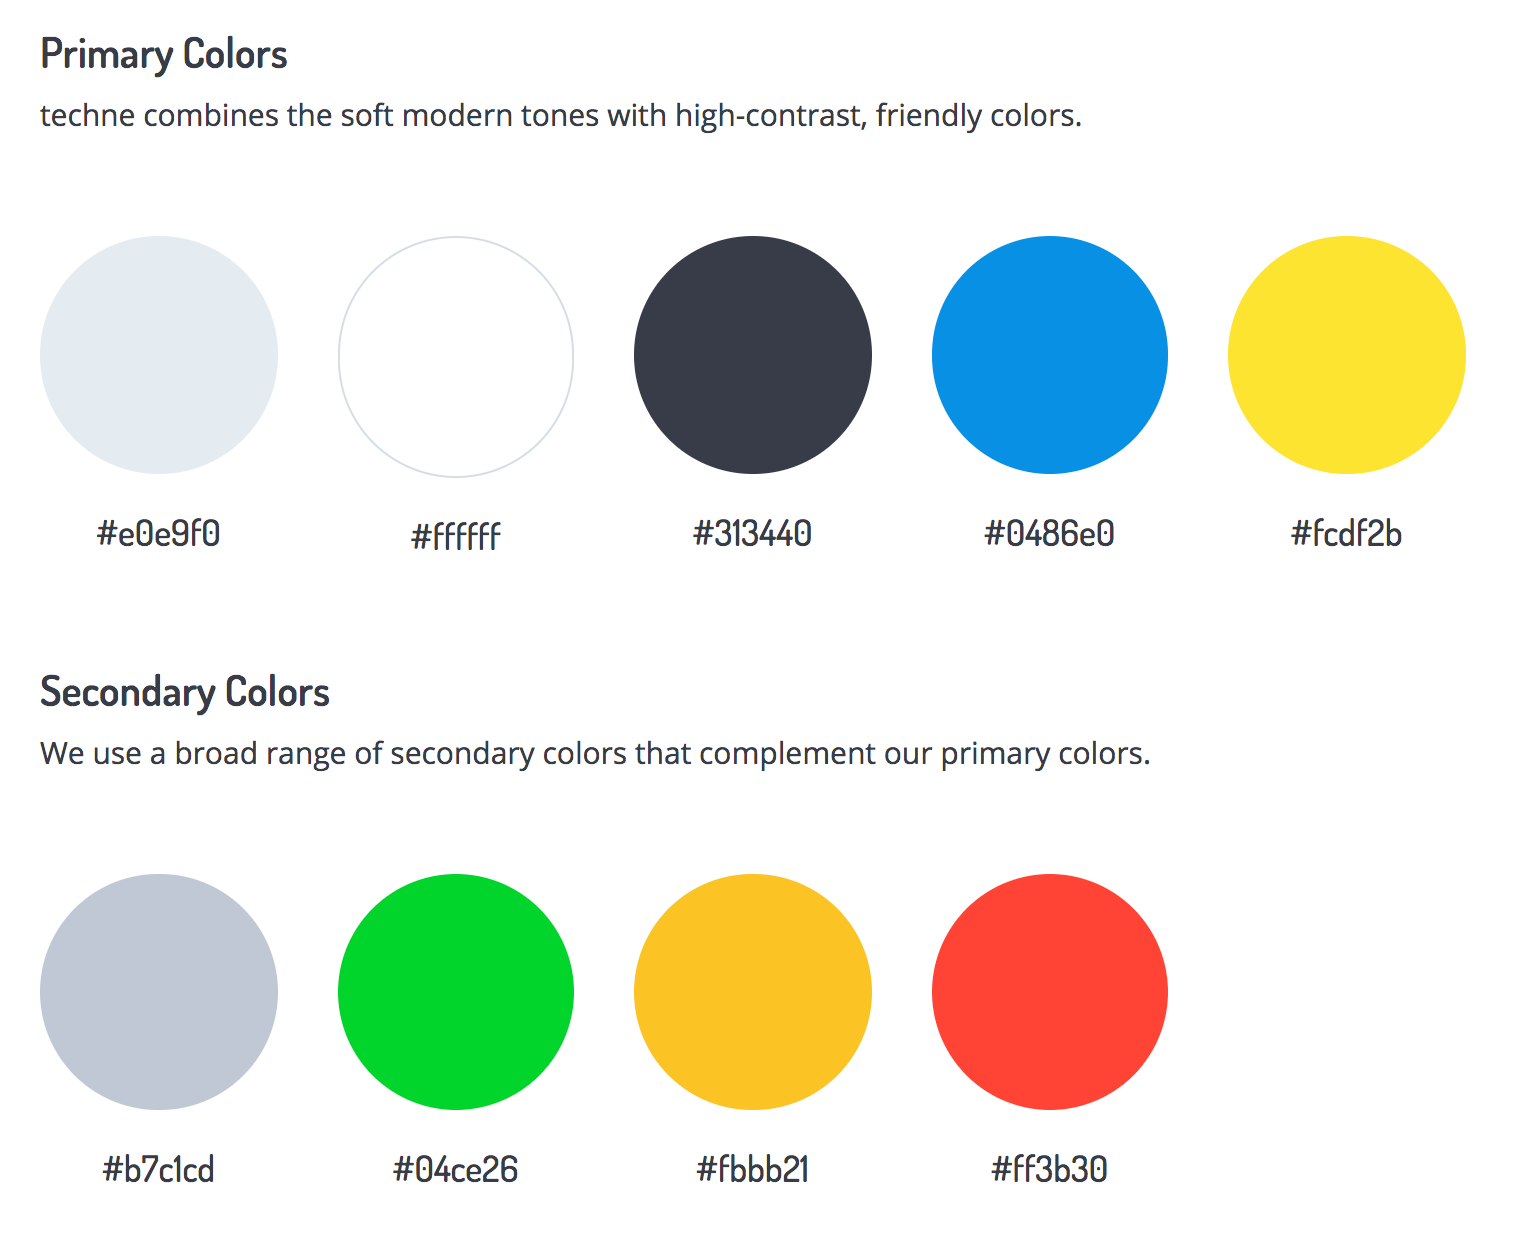 Primary Colors
techne combines the soft modern tones with high-contrast, friendly colors.
#e0e9f0 #ffffff #313440 #0486e0 #fcdf2b
Secondary Colors
We use a broad range of secondary colors that complement our primary colors.
#b7c1cd #04ce26 #fbbb21 #ff3b30